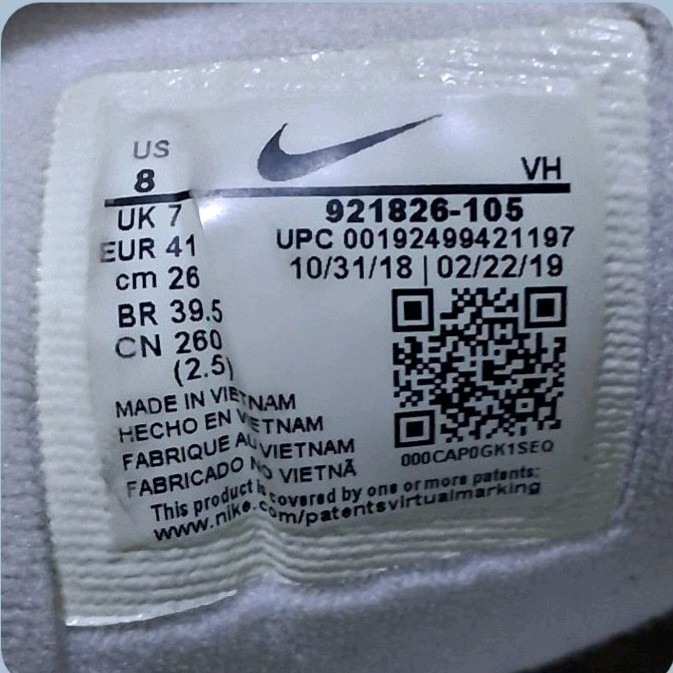 US
8
VH
UK 7
EUR 41
cm 26
BR 39.5
CN 260
(2.5)
921826-105
UPC 00192499421197
10/31/18 | 02/22/19
000CAP0GK1SEQ
MADE IN VIETNAM
HECHO EN VIETNAM
FABRIQUE AU VIETNAM
FABRICADO NO VIETNÃ
This product is covered by one or more patents:
www.nike.com/patentsvirtualmarking